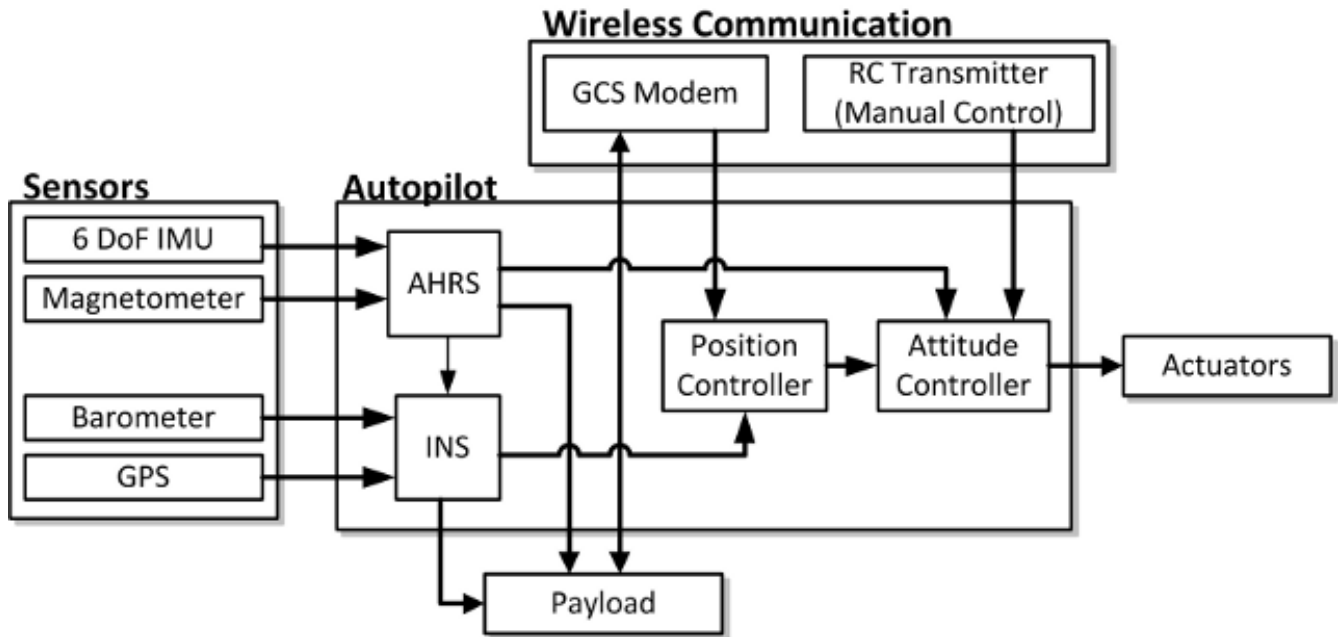 Wireless Communication
GCS Modem
RC Transmitter
(Manual Control)
Sensors
6 DoF IMU
Magnetometer
Barometer
GPS
Autopilot
AHRS
INS
Position
Controller
Attitude
Controller
Actuators
Payload